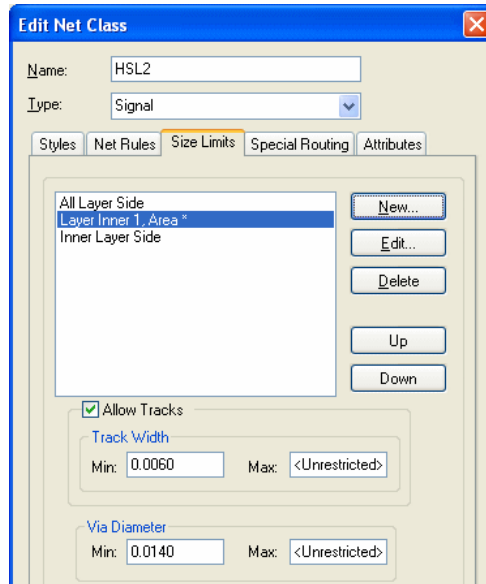 Edit Net Class
Name: HSL2
Type: Signal
Styles Net Rules Size Limits Special Routing Attributes
All Layer Side
Layer Inner 1, Area *
Inner Layer Side
New...
Edit...
Delete
Up
Down
Allow Tracks
Track Width
Min: 0.0060 Max: <Unrestricted>
Via Diameter
Min: 0.0140 Max: <Unrestricted>